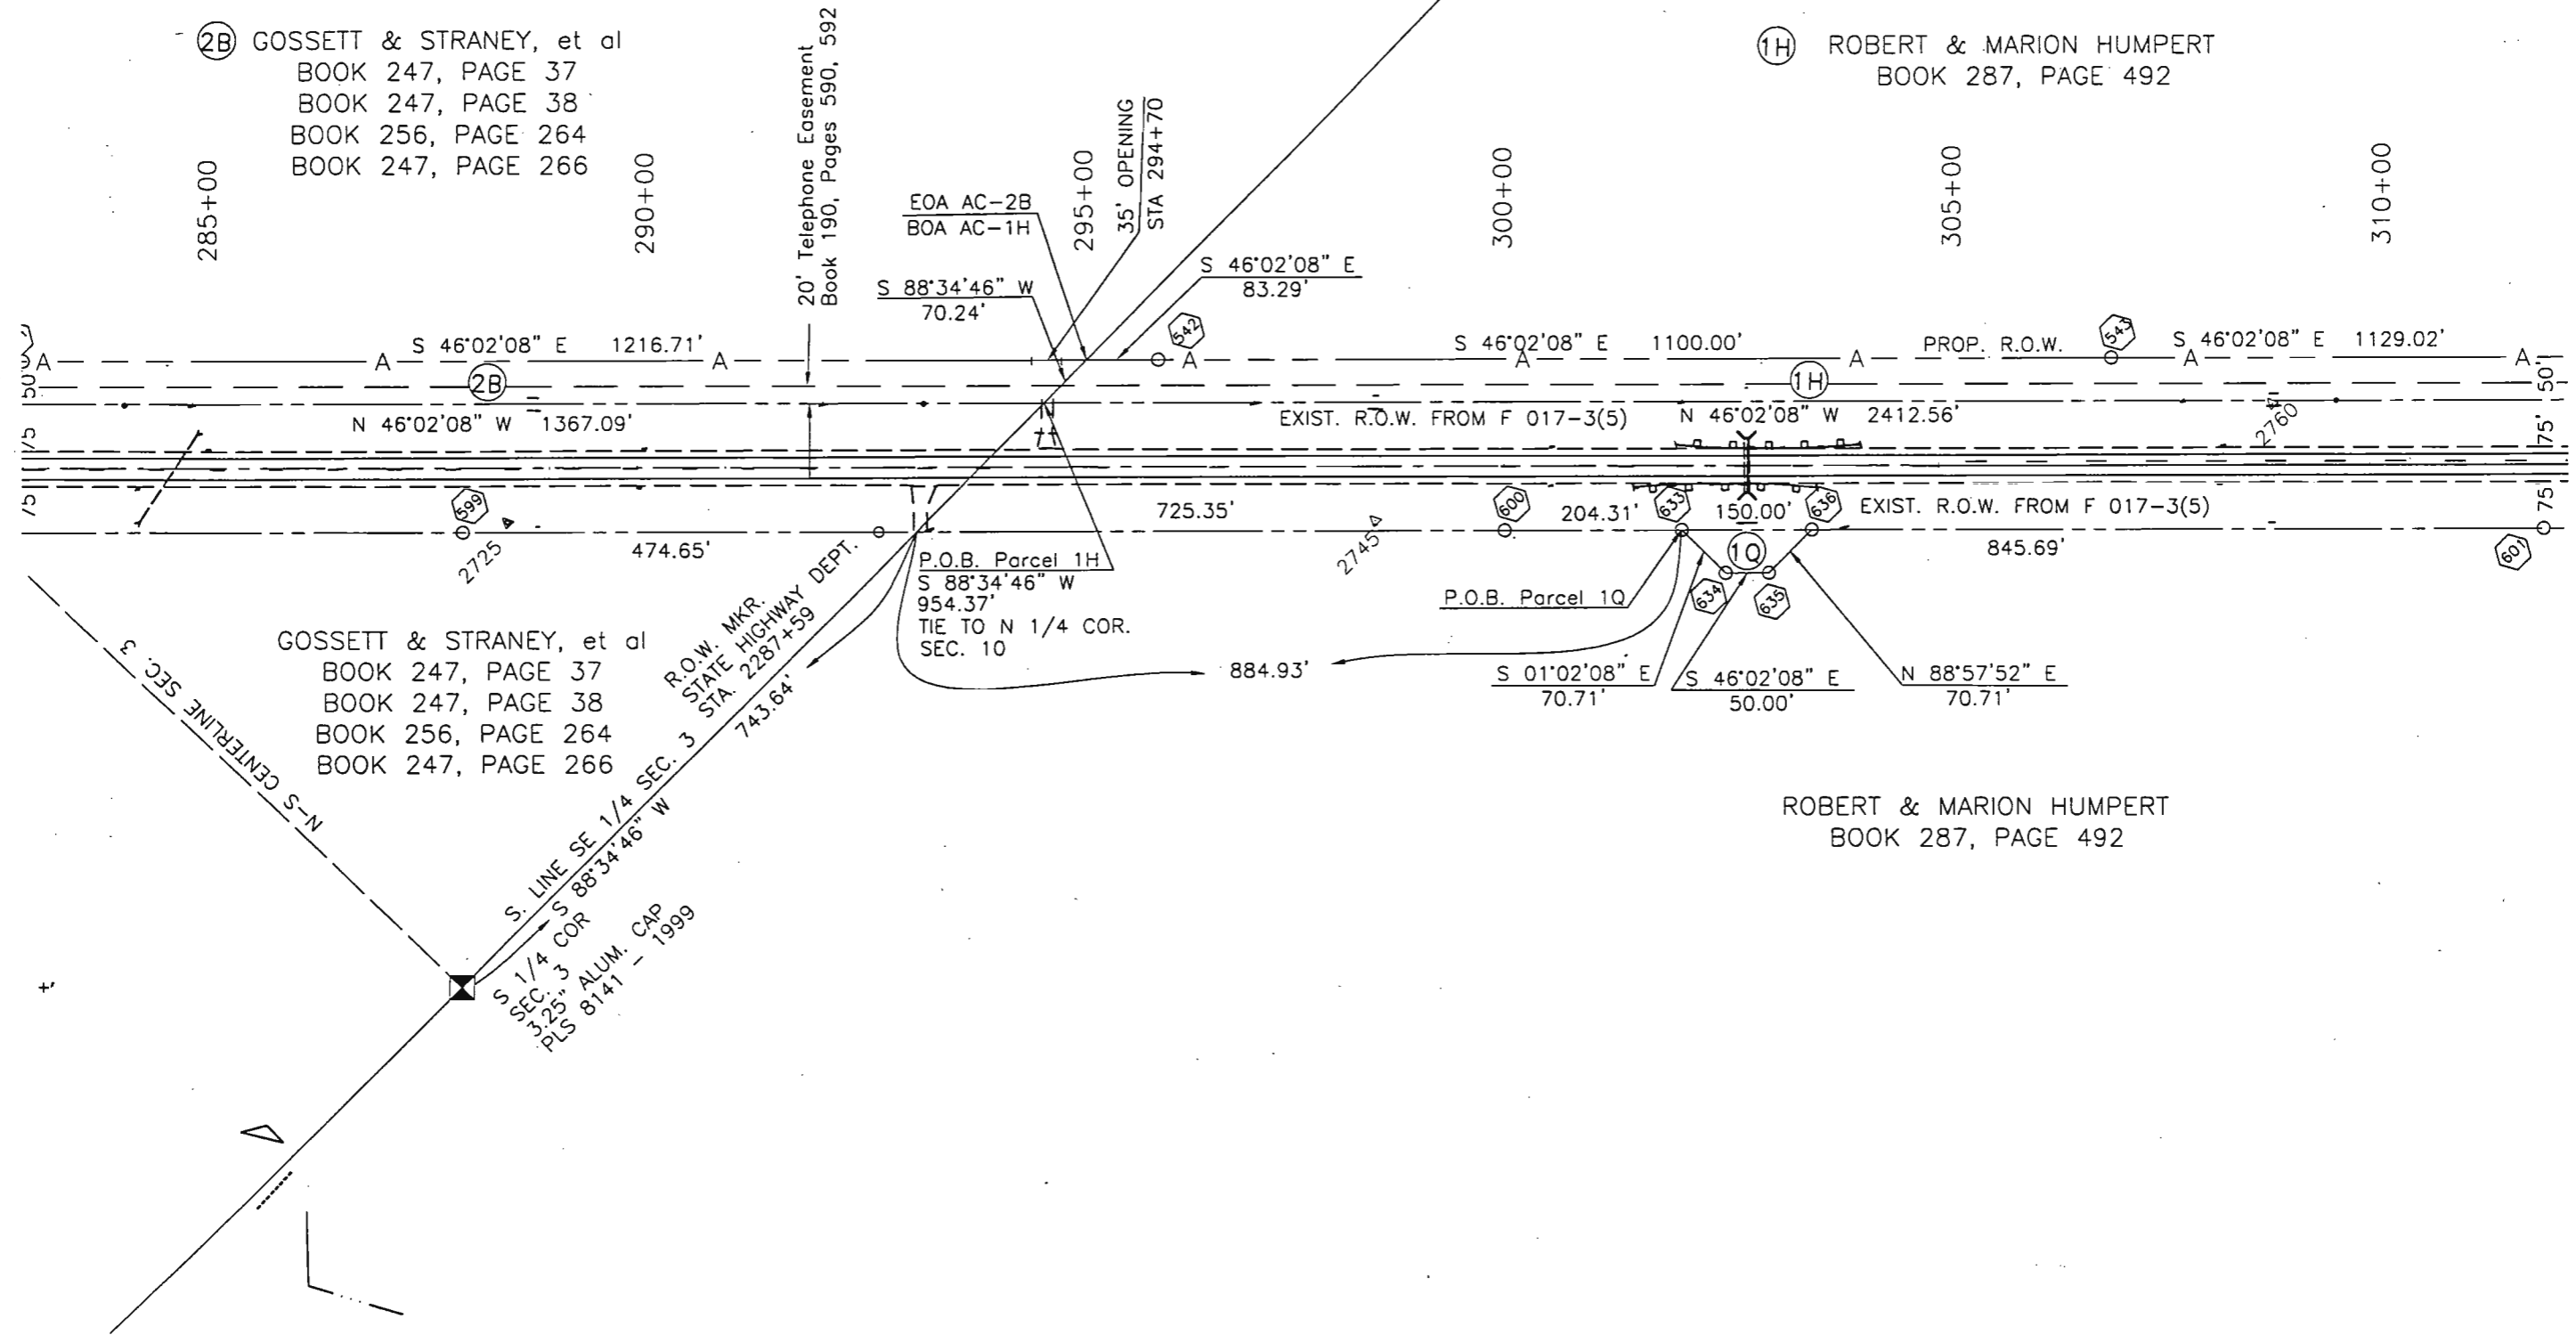 2B GOSSETT & STRANEY, et al
BOOK 247, PAGE 37
BOOK 247, PAGE 38
BOOK 256, PAGE 264
BOOK 247, PAGE 266
1H ROBERT & MARION HUMPERT
BOOK 287, PAGE 492
285+00
290+00
20' Telephone Easement
Book 190, Pages 590, 592
295+00
35' OPENING
STA 294+70
300+00
305+00
310+00
EOA AC-2B
BOA AC-1H
S 88°34'46" W
70.24'
S 46°02'08" E
83.29'
542
543
A
S 46°02'08" E 1216.71'
A
A
A
S 46°02'08" E 1100.00'
A
A
PROP. R.O.W.
S 46°02'08" E 1129.02'
A
A
50'
2B
1H
50'
N 46°02'08" W 1367.09'
EXIST. R.O.W. FROM F 017-3(5)
N 46°02'08" W 2412.56'
2760
75
75'
75
75'
599
2725
474.65'
725.35'
2745
600
204.31'
633
150.00'
636
EXIST. R.O.W. FROM F 017-3(5)
845.69'
601
1Q
634
635
P.O.B. Parcel 1H
S 88°34'46" W
954.37'
TIE TO N 1/4 COR.
SEC. 10
P.O.B. Parcel 1Q
884.93'
S 01°02'08" E
70.71'
S 46°02'08" E
50.00'
N 88°57'52" E
70.71'
R.O.W. MKR.
STATE HIGHWAY DEPT.
STA. 2287+59
743.64'
GOSSETT & STRANEY, et al
BOOK 247, PAGE 37
BOOK 247, PAGE 38
BOOK 256, PAGE 264
BOOK 247, PAGE 266
N-S CENTERLINE SEC. 3
S. LINE SE 1/4 SEC. 3
S 88°34'46" W
S 1/4 COR
SEC. 3
3.25" ALUM. CAP
PLS 8141 - 1999
ROBERT & MARION HUMPERT
BOOK 287, PAGE 492